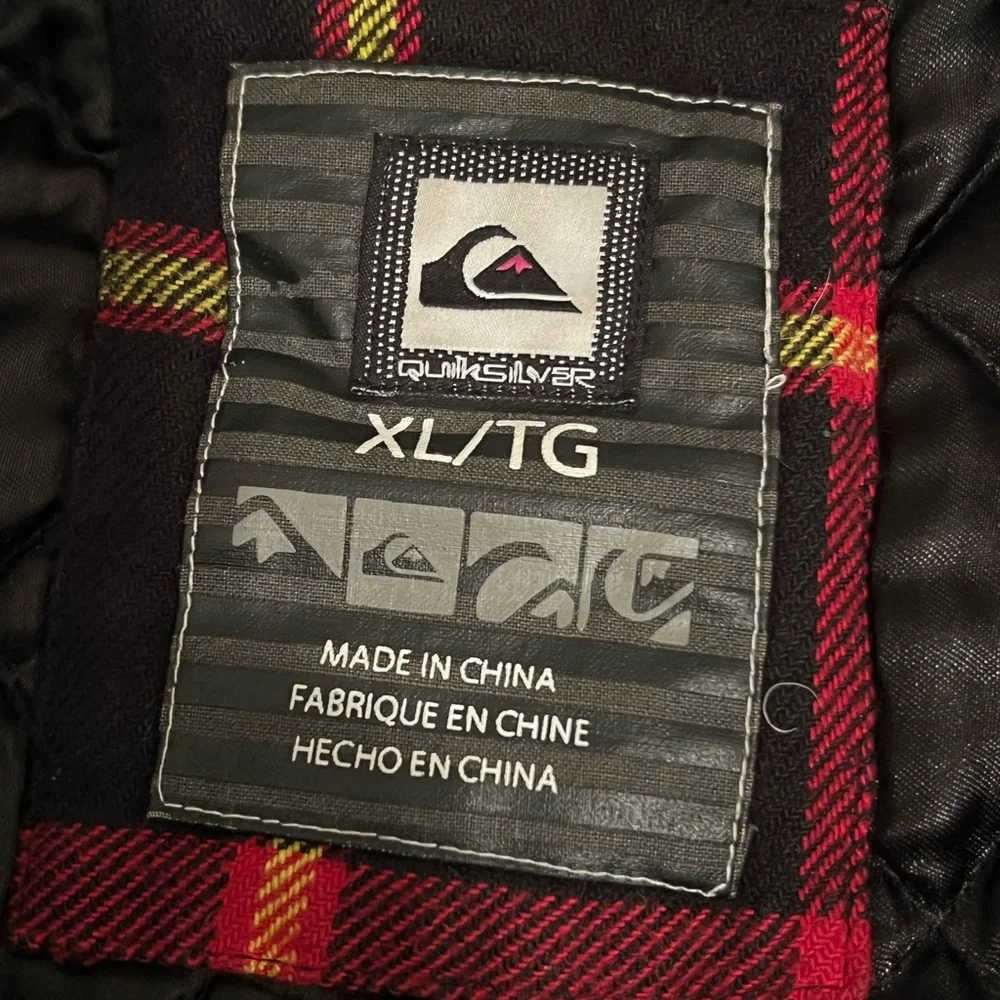 QUIKSILVER
XL/TG
MADE IN CHINA
FABRIQUE EN CHINE
HECHO EN CHINA